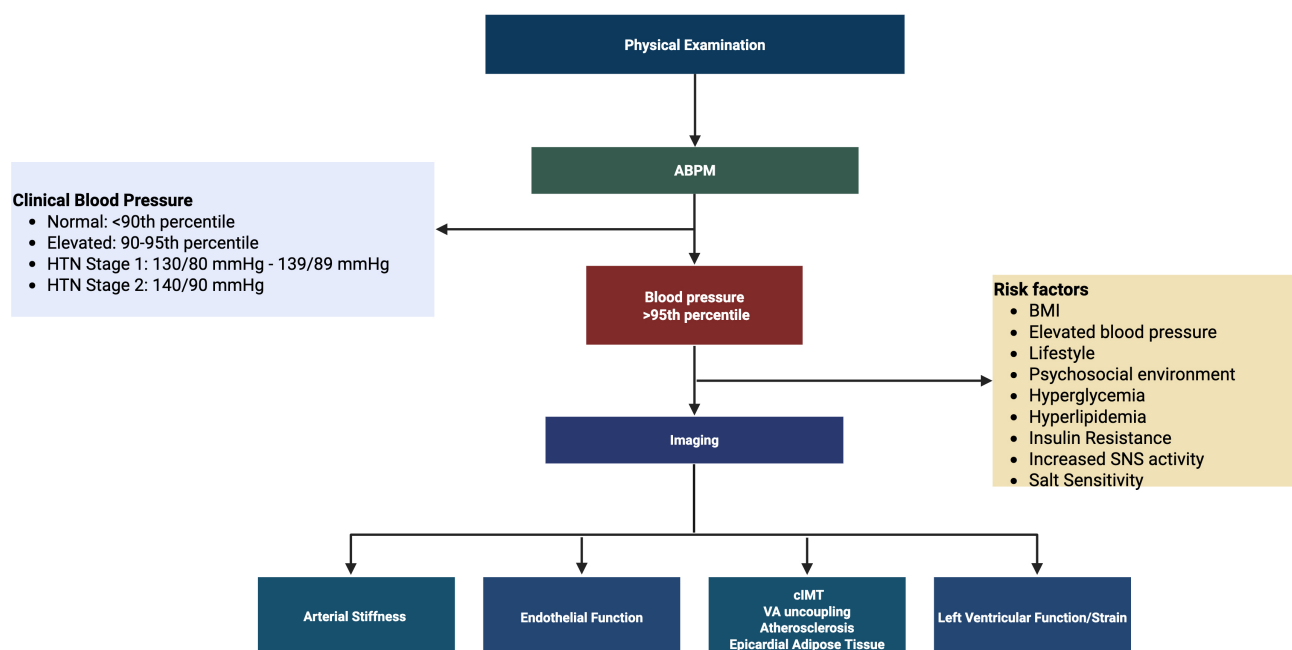 Physical Examination
ABPM
Clinical Blood Pressure
• Normal: <90th percentile
• Elevated: 90-95th percentile
• HTN Stage 1: 130/80 mmHg - 139/89 mmHg
• HTN Stage 2: 140/90 mmHg
Blood pressure
>95th percentile
Risk factors
• BMI
• Elevated blood pressure
• Lifestyle
• Psychosocial environment
• Hyperglycemia
• Hyperlipidemia
• Insulin Resistance
• Increased SNS activity
• Salt Sensitivity
Imaging
Arterial Stiffness
Endothelial Function
cIMT
VA uncoupling
Atherosclerosis
Epicardial Adipose Tissue
Left Ventricular Function/Strain